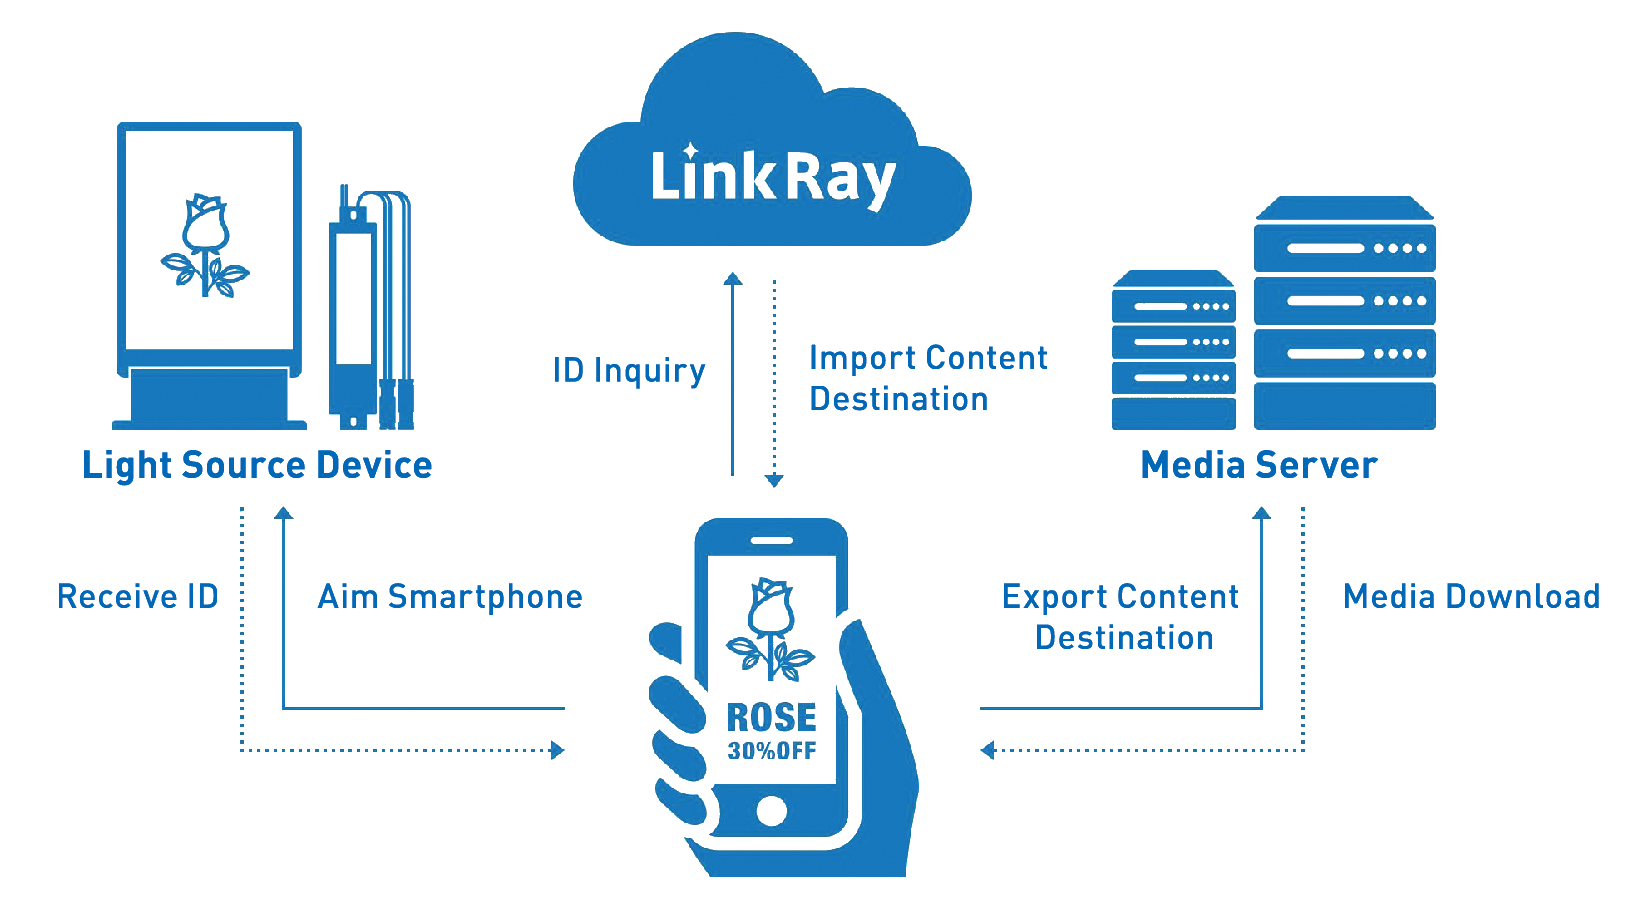 LinkRay
ID Inquiry
Import Content
Destination
Light Source Device
Media Server
Receive ID
Aim Smartphone
Export Content
Destination
Media Download
ROSE
30%OFF